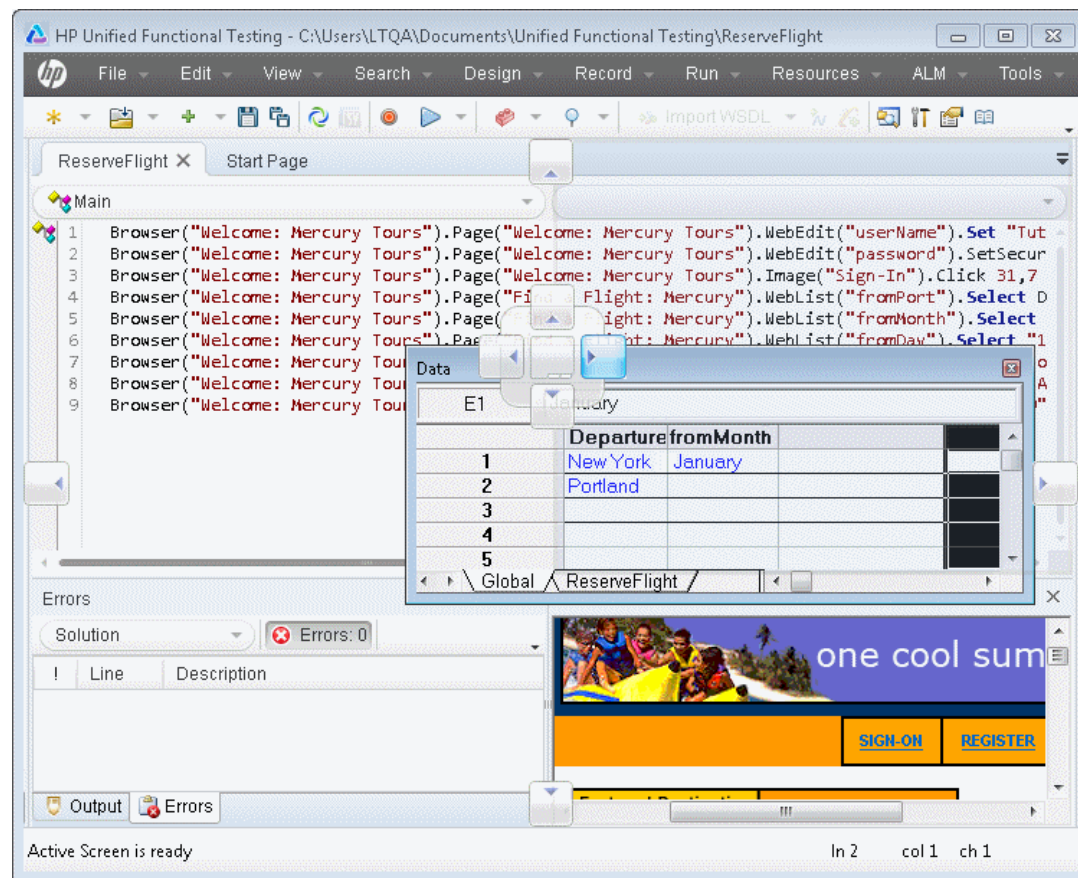 HP Unified Functional Testing - C:\Users\LTQA\Documents\Unified Functional Testing\ReserveFlight
hp File Edit View Search Design Record Run Resources ALM Tools
Import WSDL
ReserveFlight Start Page
Main
1 Browser("Welcome: Mercury Tours").Page("Welcome: Mercury Tours").WebEdit("userName").Set "Tut
2 Browser("Welcome: Mercury Tours").Page("Welcome: Mercury Tours").WebEdit("password").SetSecur
3 Browser("Welcome: Mercury Tours").Page("Welcome: Mercury Tours").Image("Sign-In").Click 31,7
4 Browser("Welcome: Mercury Tours").Page("Find a Flight: Mercury").WebList("fromPort").Select D
5 Browser("Welcome: Mercury Tours").Page("Find a Flight: Mercury").WebList("fromMonth").Select
6 Browser("Welcome: Mercury Tours").Page("Find a Flight: Mercury").WebList("fromDay").Select "1
7 Browser("Welcome: Mercury Tour
8 Browser("Welcome: Mercury Tour
9 Browser("Welcome: Mercury Tour
Data
E1 January
Departure fromMonth
1 New York January
2 Portland
3
4
5
Global ReserveFlight
Errors
Solution Errors: 0
! Line Description
one cool sum
SIGN-ON REGISTER
Output Errors
Active Screen is ready ln 2 col 1 ch 1